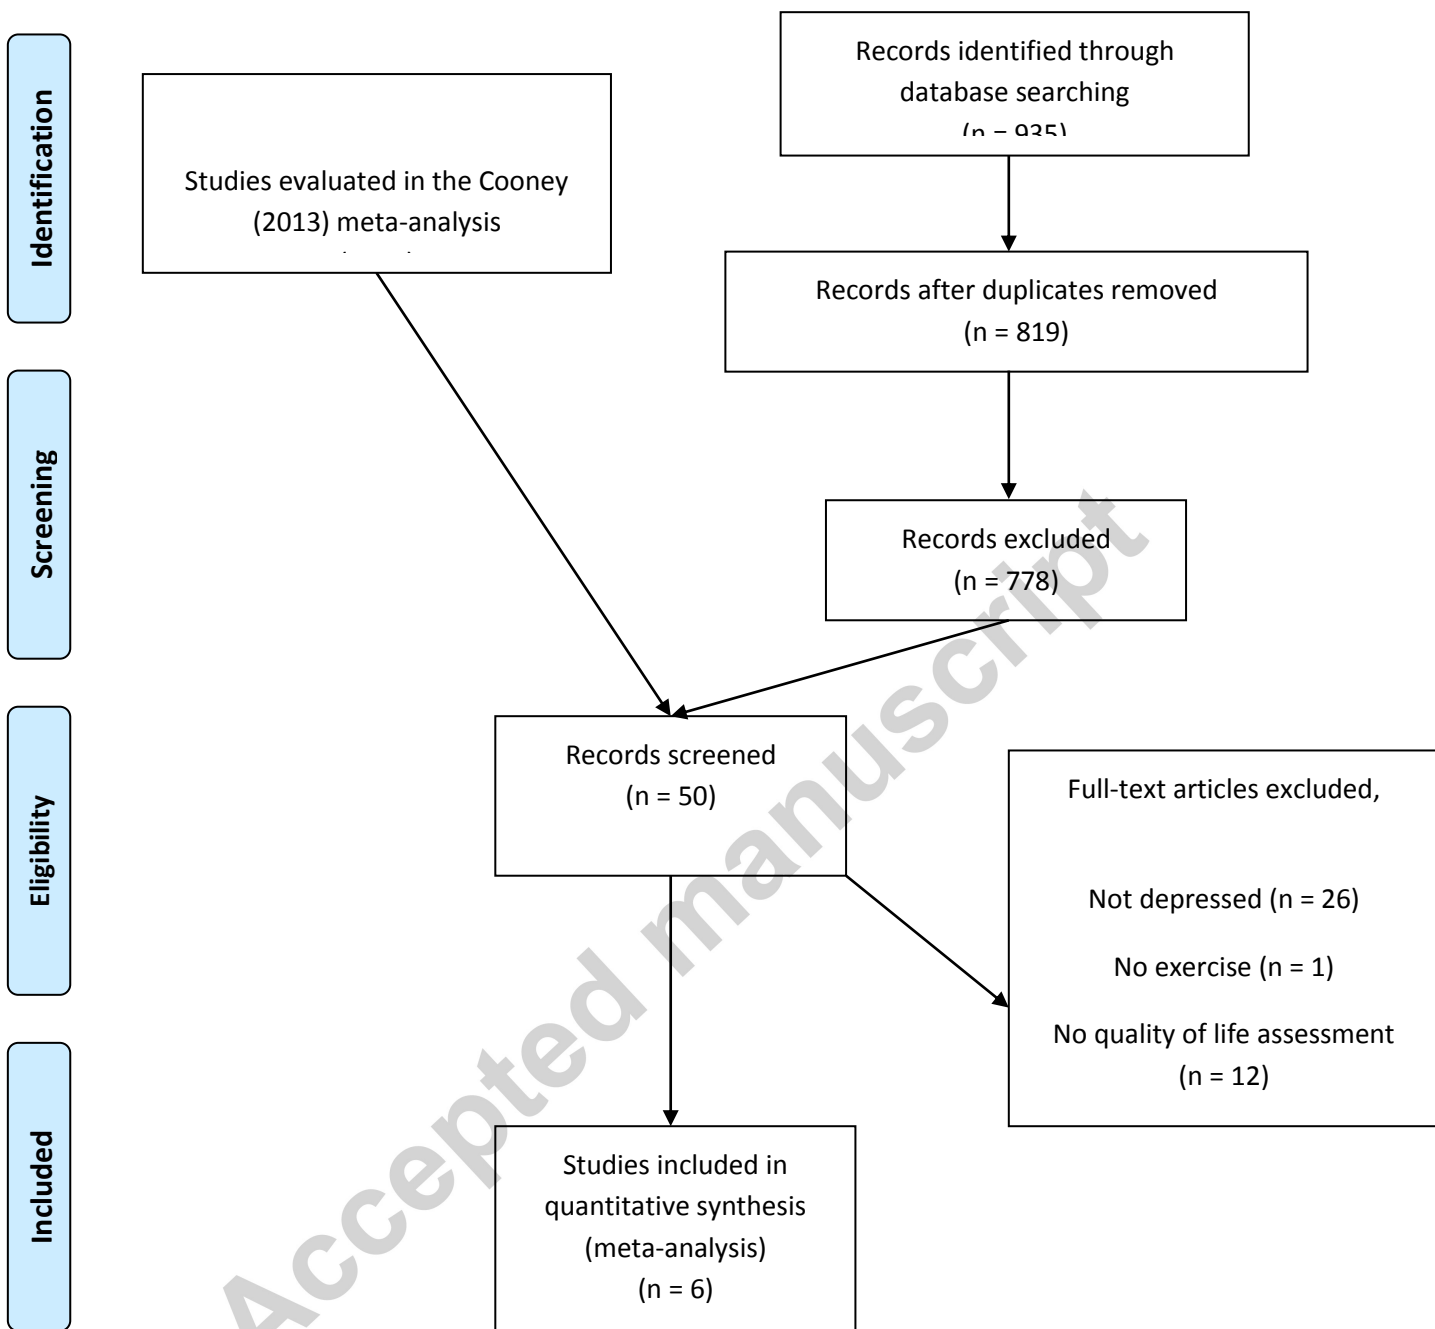 Identification
Records identified through
database searching
(n = 935)
Studies evaluated in the Cooney
(2013) meta-analysis
Records after duplicates removed
(n = 819)
Screening
Records excluded
(n = 778)
Eligibility
Records screened
(n = 50)
Full-text articles excluded,
Not depressed (n = 26)
No exercise (n = 1)
No quality of life assessment
(n = 12)
Included
Studies included in
quantitative synthesis
(meta-analysis)
(n = 6)
Accepted manuscript